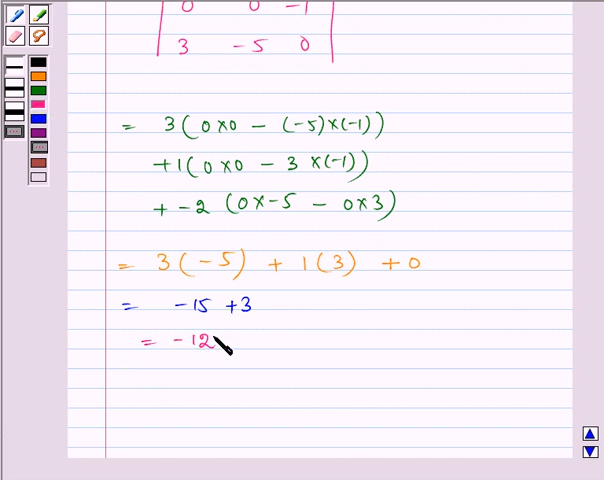 0 0 -1
3 -5 0
= 3(0×0 - (-5)×(-1))
+1(0×0 - 3×(-1))
+ -2 (0×-5 - 0×3)
= 3(-5) + 1(3) + 0
= -15 + 3
= -12